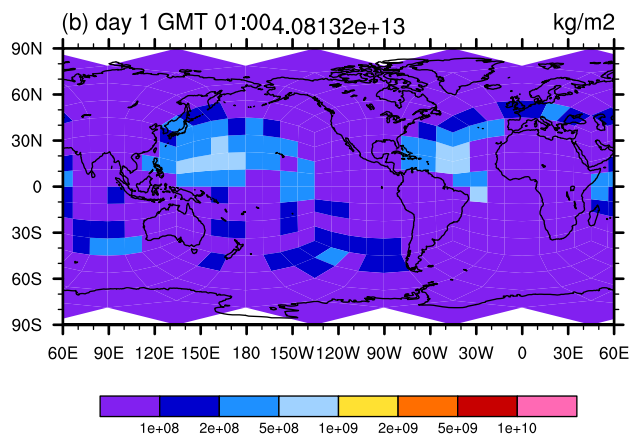 (b) day 1 GMT 01:00 4.08132e+13 kg/m2
90N
60N
30N
0
30S
60S
90S
60E 90E 120E 150E 180 150W 120W 90W 60W 30W 0 30E 60E
1e+08 2e+08 5e+08 1e+09 2e+09 5e+09 1e+10